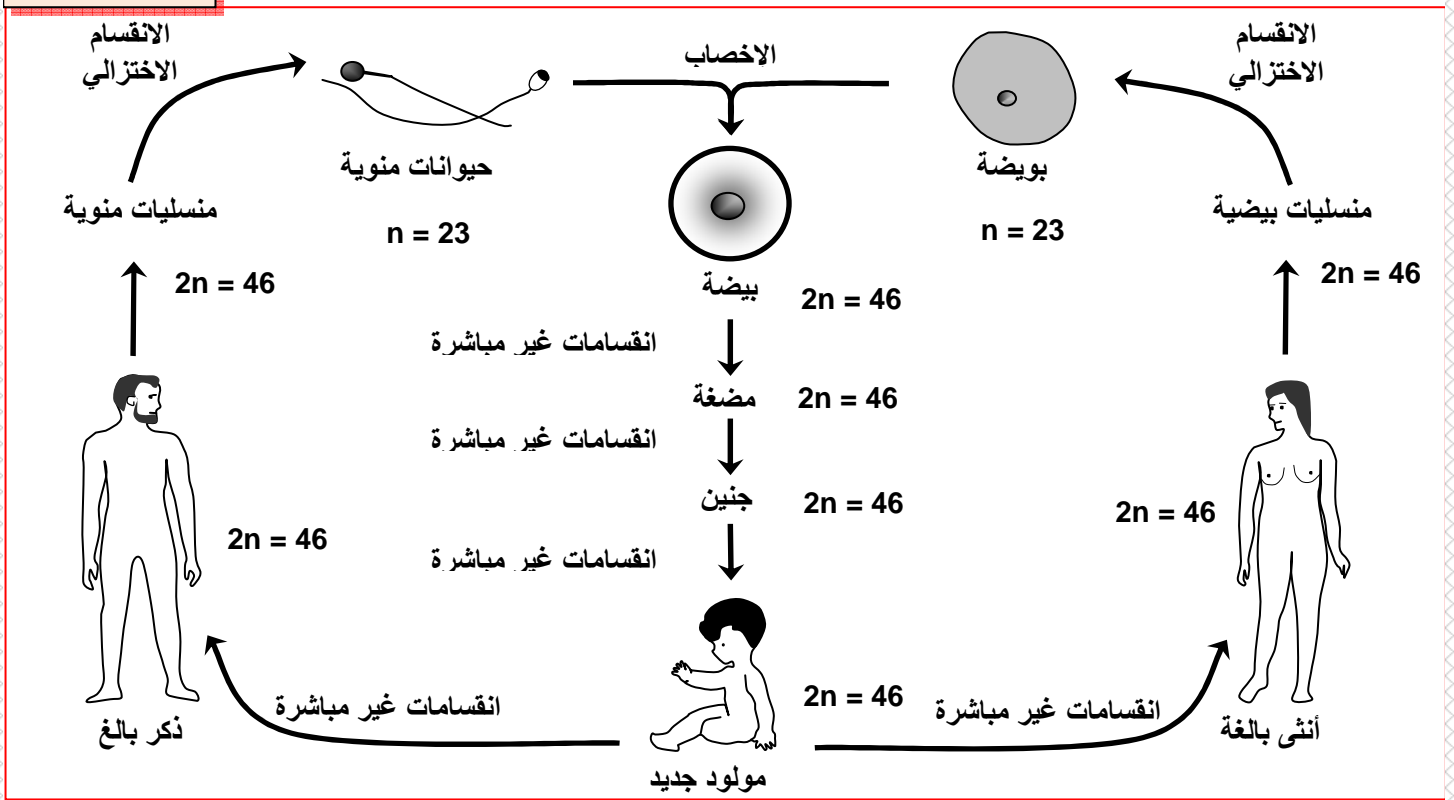 الانقسام
الاختزالي
الاخصاب
الانقسام
الاختزالي
بويضة
حيوانات منوية
منسليات بيضية
منسليات منوية
n = 23
n = 23
2n = 46
2n = 46
بيضة
2n = 46
انقسامات غير مباشرة
مضغة
2n = 46
انقسامات غير مباشرة
جنين
2n = 46
2n = 46
2n = 46
انقسامات غير مباشرة
2n = 46
انقسامات غير مباشرة
انقسامات غير مباشرة
أنثى بالغة
ذكر بالغ
مولود جديد